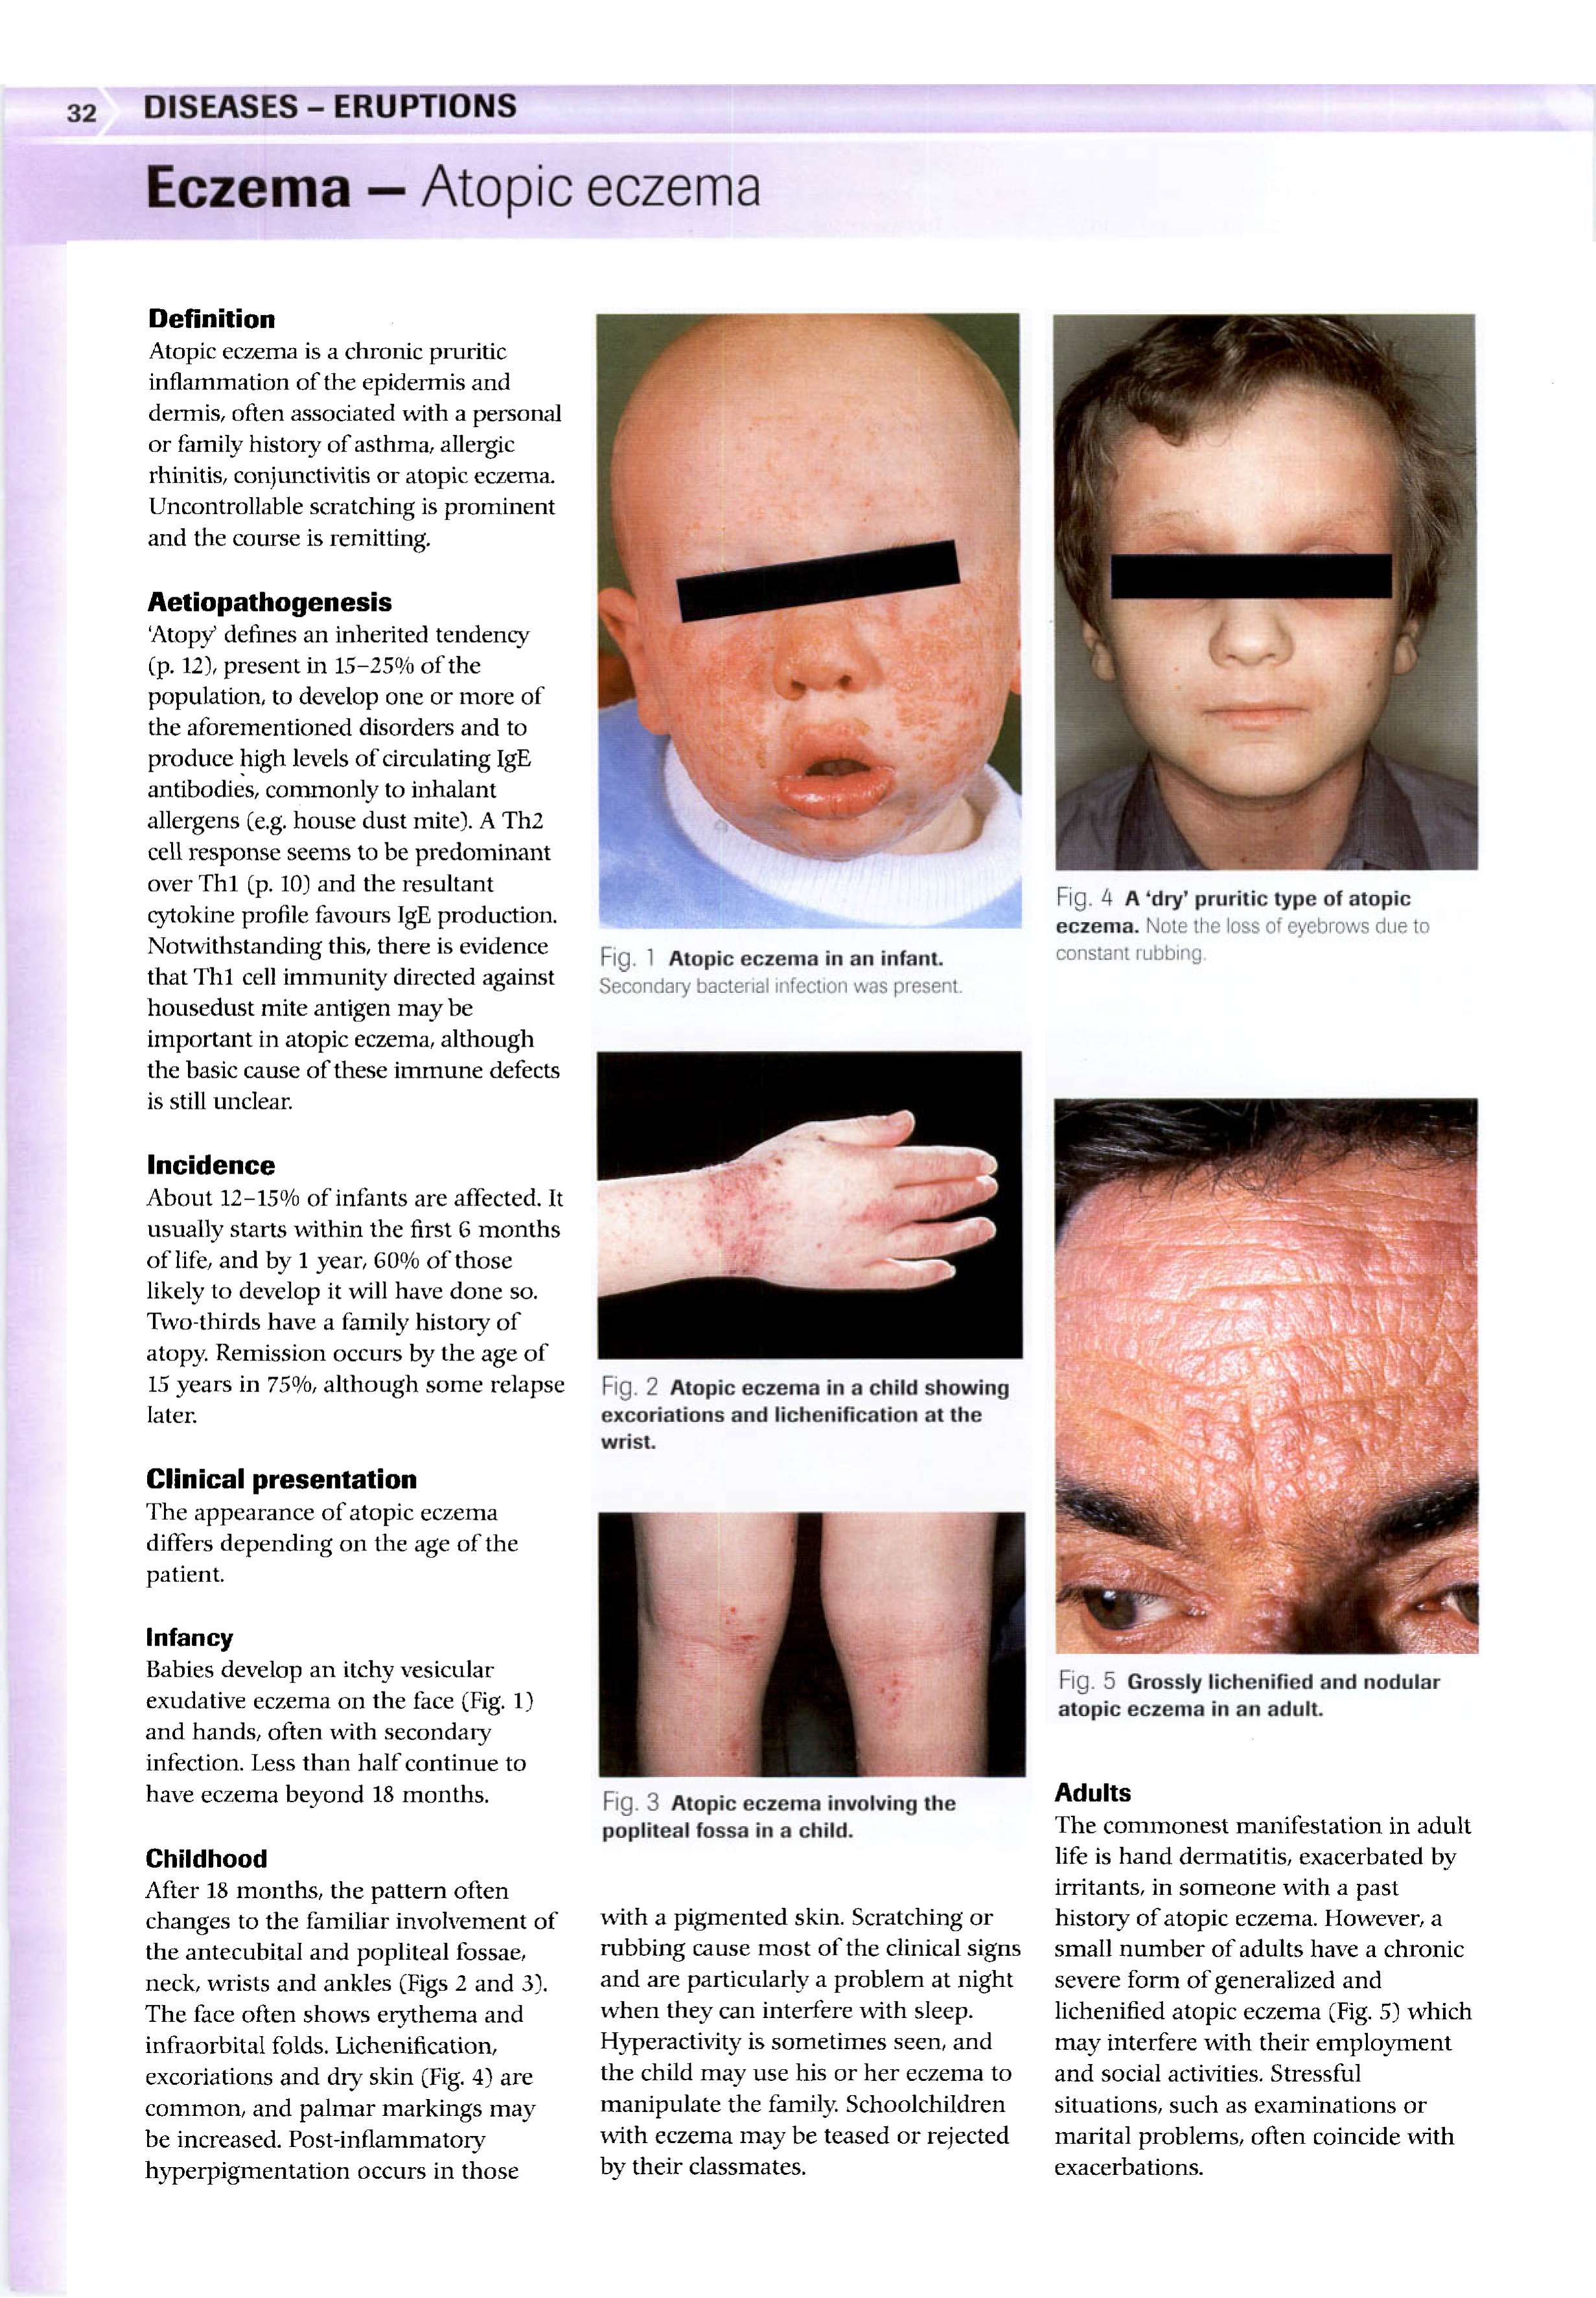 32
DISEASES – ERUPTIONS
Eczema – Atopic eczema
Definition
Atopic eczema is a chronic pruritic
inflammation of the epidermis and
dermis, often associated with a personal
or family history of asthma, allergic
rhinitis, conjunctivitis or atopic eczema.
Uncontrollable scratching is prominent
and the course is remitting.
Aetiopathogenesis
'Atopy' defines an inherited tendency
(p. 12), present in 15–25% of the
population, to develop one or more of
the aforementioned disorders and to
produce high levels of circulating IgE
antibodies, commonly to inhalant
allergens (e.g. house dust mite). A Th2
cell response seems to be predominant
over Th1 (p. 10) and the resultant
cytokine profile favours IgE production.
Notwithstanding this, there is evidence
that Th1 cell immunity directed against
housedust mite antigen may be
important in atopic eczema, although
the basic cause of these immune defects
is still unclear.
Incidence
About 12–15% of infants are affected. It
usually starts within the first 6 months
of life, and by 1 year, 60% of those
likely to develop it will have done so.
Two-thirds have a family history of
atopy. Remission occurs by the age of
15 years in 75%, although some relapse
later.
Clinical presentation
The appearance of atopic eczema
differs depending on the age of the
patient.
Infancy
Babies develop an itchy vesicular
exudative eczema on the face (Fig. 1)
and hands, often with secondary
infection. Less than half continue to
have eczema beyond 18 months.
Childhood
After 18 months, the pattern often
changes to the familiar involvement of
the antecubital and popliteal fossae,
neck, wrists and ankles (Figs 2 and 3).
The face often shows erythema and
infraorbital folds. Lichenification,
excoriations and dry skin (Fig. 4) are
common, and palmar markings may
be increased. Post-inflammatory
hyperpigmentation occurs in those
Fig. 1 Atopic eczema in an infant.
Secondary bacterial infection was present.
Fig. 2 Atopic eczema in a child showing
excoriations and lichenification at the
wrist.
Fig. 3 Atopic eczema involving the
popliteal fossa in a child.
with a pigmented skin. Scratching or
rubbing cause most of the clinical signs
and are particularly a problem at night
when they can interfere with sleep.
Hyperactivity is sometimes seen, and
the child may use his or her eczema to
manipulate the family. Schoolchildren
with eczema may be teased or rejected
by their classmates.
Fig. 4 A 'dry' pruritic type of atopic
eczema. Note the loss of eyebrows due to
constant rubbing.
Fig. 5 Grossly lichenified and nodular
atopic eczema in an adult.
Adults
The commonest manifestation in adult
life is hand dermatitis, exacerbated by
irritants, in someone with a past
history of atopic eczema. However, a
small number of adults have a chronic
severe form of generalized and
lichenified atopic eczema (Fig. 5) which
may interfere with their employment
and social activities. Stressful
situations, such as examinations or
marital problems, often coincide with
exacerbations.